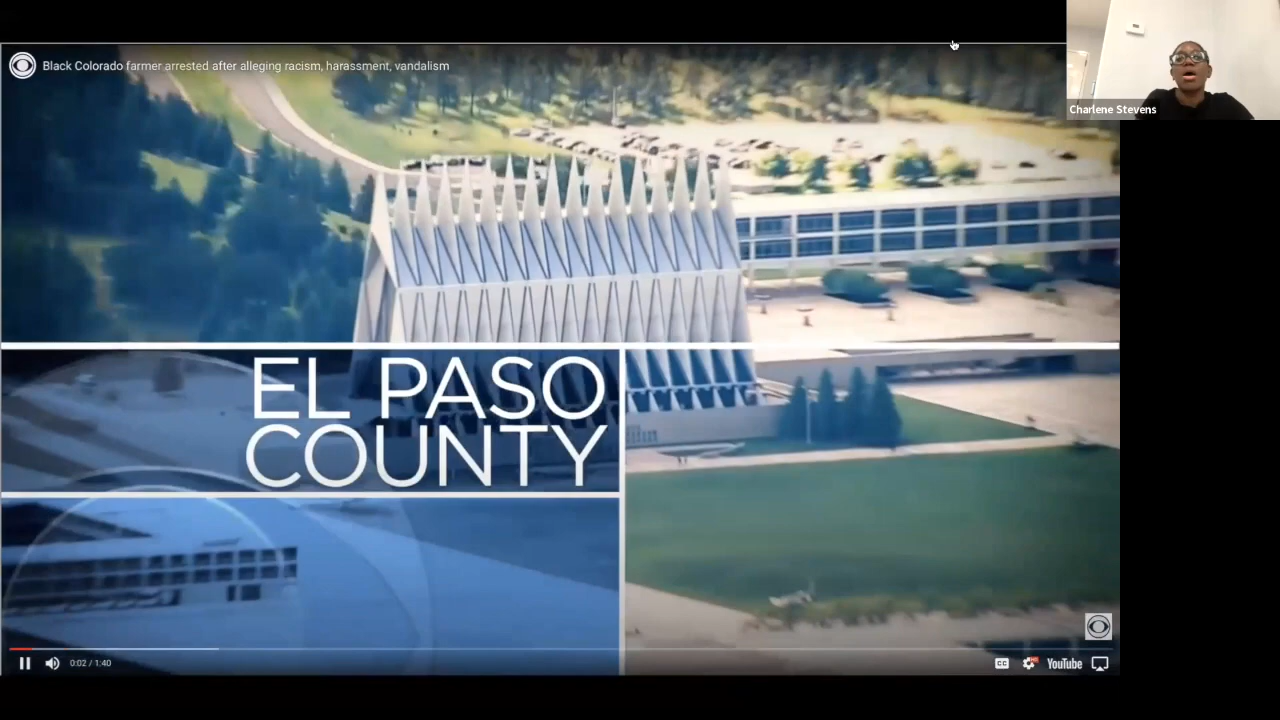 Black Colorado farmer arrested after alleging racism, harassment, vandalism
Charlene Stevens
EL PASO
COUNTY
0:02 / 1:40
CC
YouTube